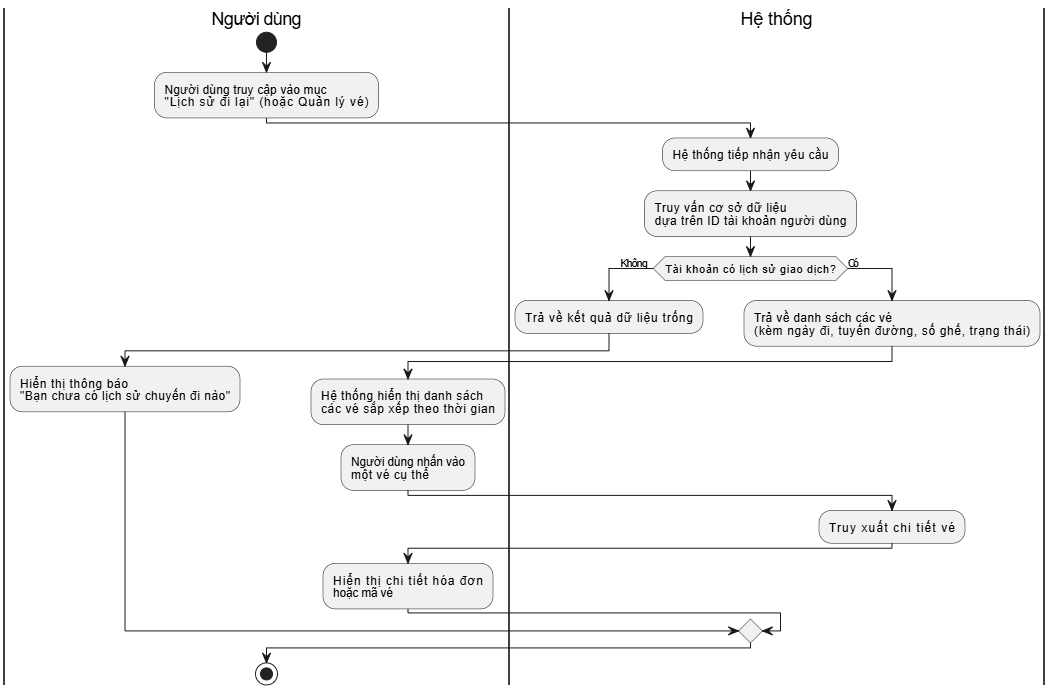 Người dùng
Hệ thống
Người dùng truy cập vào mục
"Lịch sử đi lại" (hoặc Quản lý vé)
Hệ thống tiếp nhận yêu cầu
Truy vấn cơ sở dữ liệu
dựa trên ID tài khoản người dùng
Không
Tài khoản có lịch sử giao dịch?
Có
Trả về kết quả dữ liệu trống
Trả về danh sách các vé
(kèm ngày đi, tuyến đường, số ghế, trạng thái)
Hiển thị thông báo
"Bạn chưa có lịch sử chuyến đi nào"
Hệ thống hiển thị danh sách
các vé sắp xếp theo thời gian
Người dùng nhấn vào
một vé cụ thể
Truy xuất chi tiết vé
Hiển thị chi tiết hóa đơn
hoặc mã vé